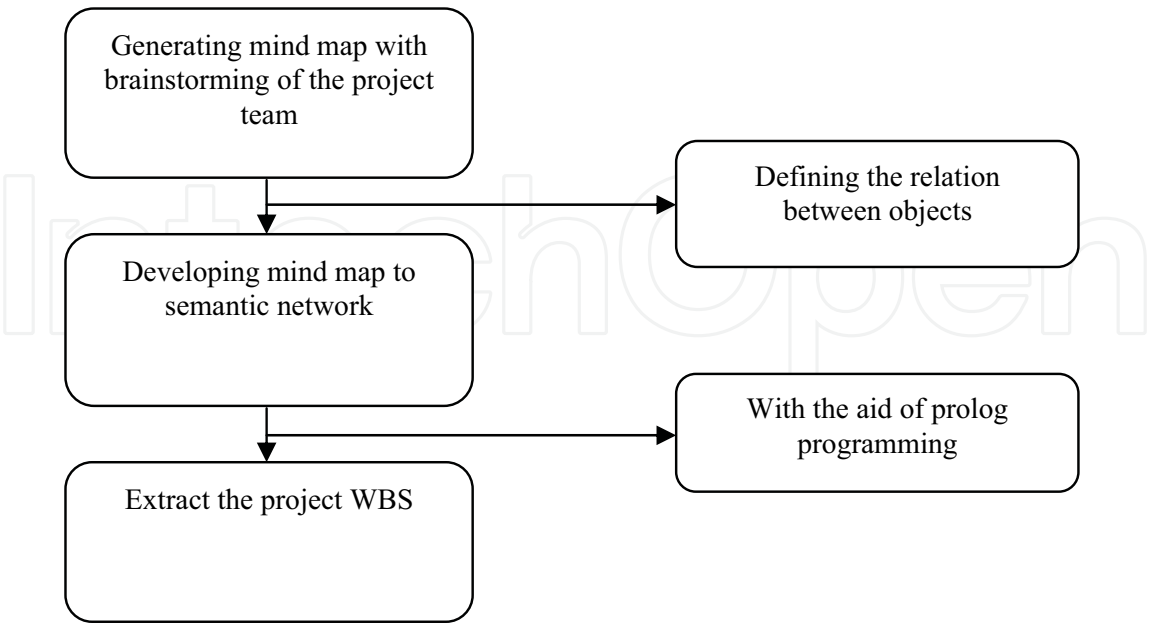 Generating mind map with
brainstorming of the project
team
Defining the relation
between objects
Developing mind map to
semantic network
With the aid of prolog
programming
Extract the project WBS
IntechOpen